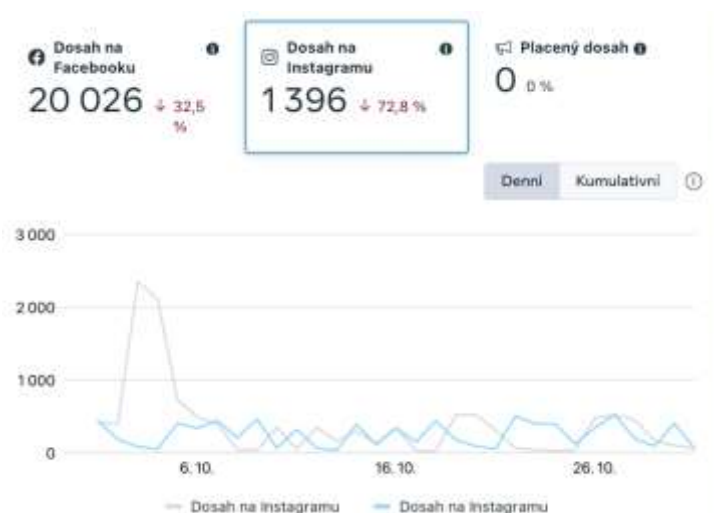 Dosah na
Facebooku
20 026 ↓ 32,5
%
Dosah na
Instagramu
1 396 ↓ 72,8 %
Placený dosah
0 0 %
Denní Kumulativní
3 000
2 000
1 000
0
6. 10. 16. 10. 26. 10.
Dosah na Instagramu Dosah na Instagramu